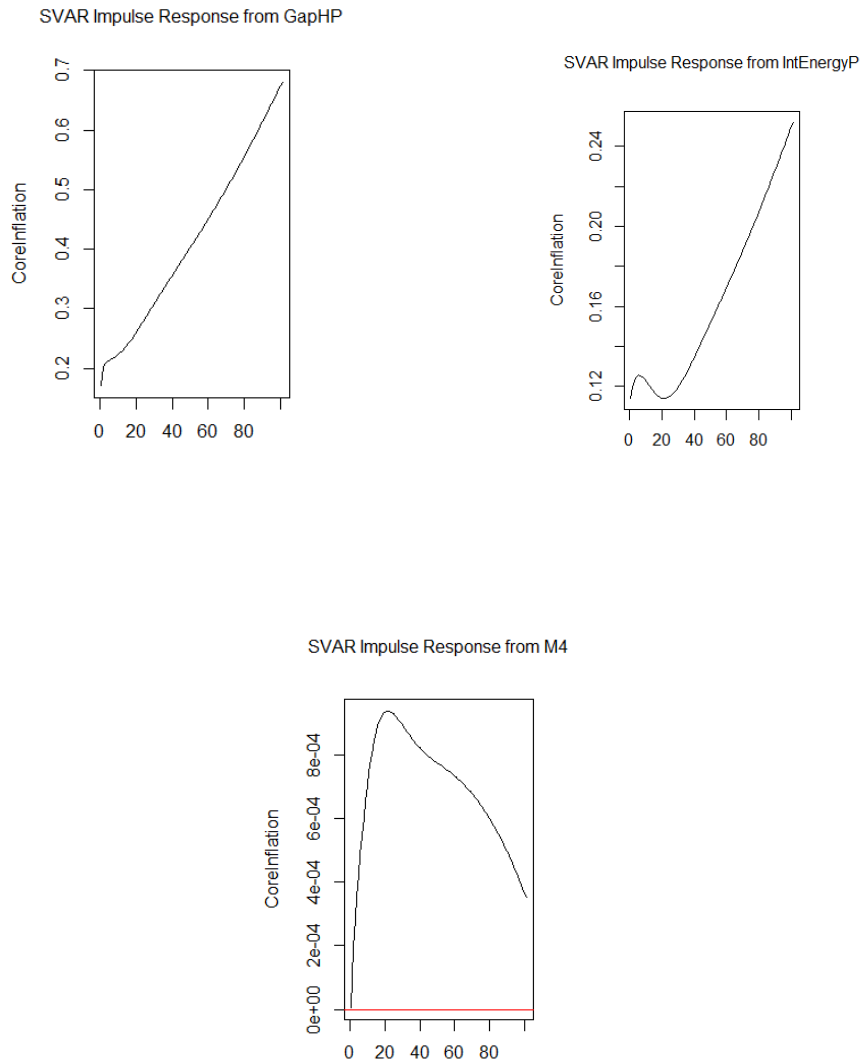 SVAR Impulse Response from GapHP
CoreInflation
0.7
0.6
0.5
0.4
0.3
0.2
0 20 40 60 80
SVAR Impulse Response from IntEnergyP
CoreInflation
0.24
0.20
0.16
0.12
0 20 40 60 80
SVAR Impulse Response from M4
CoreInflation
8e-04
6e-04
4e-04
2e-04
0e+00
0 20 40 60 80